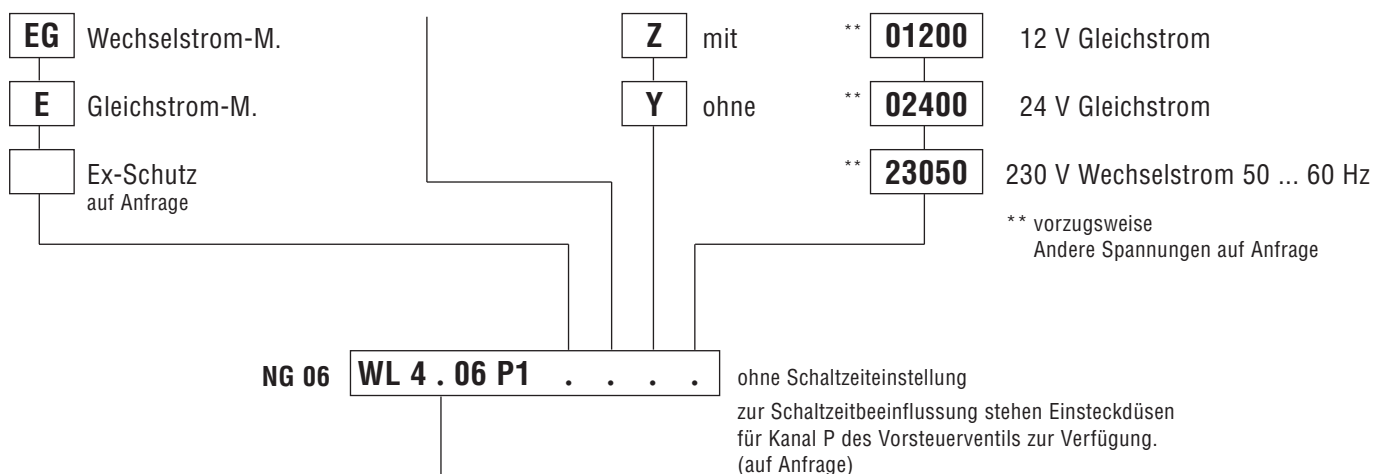 EG Wechselstrom-M.
E Gleichstrom-M.
Ex-Schutz
auf Anfrage
Z mit
Y ohne
** 01200 12 V Gleichstrom
** 02400 24 V Gleichstrom
** 23050 230 V Wechselstrom 50 ... 60 Hz
** vorzugsweise
Andere Spannungen auf Anfrage
NG 06 WL 4 . 06 P1 . . . . ohne Schaltzeiteinstellung
zur Schaltzeitbeeinflussung stehen Einsteckdüsen
für Kanal P des Vorsteuerventils zur Verfügung.
(auf Anfrage)